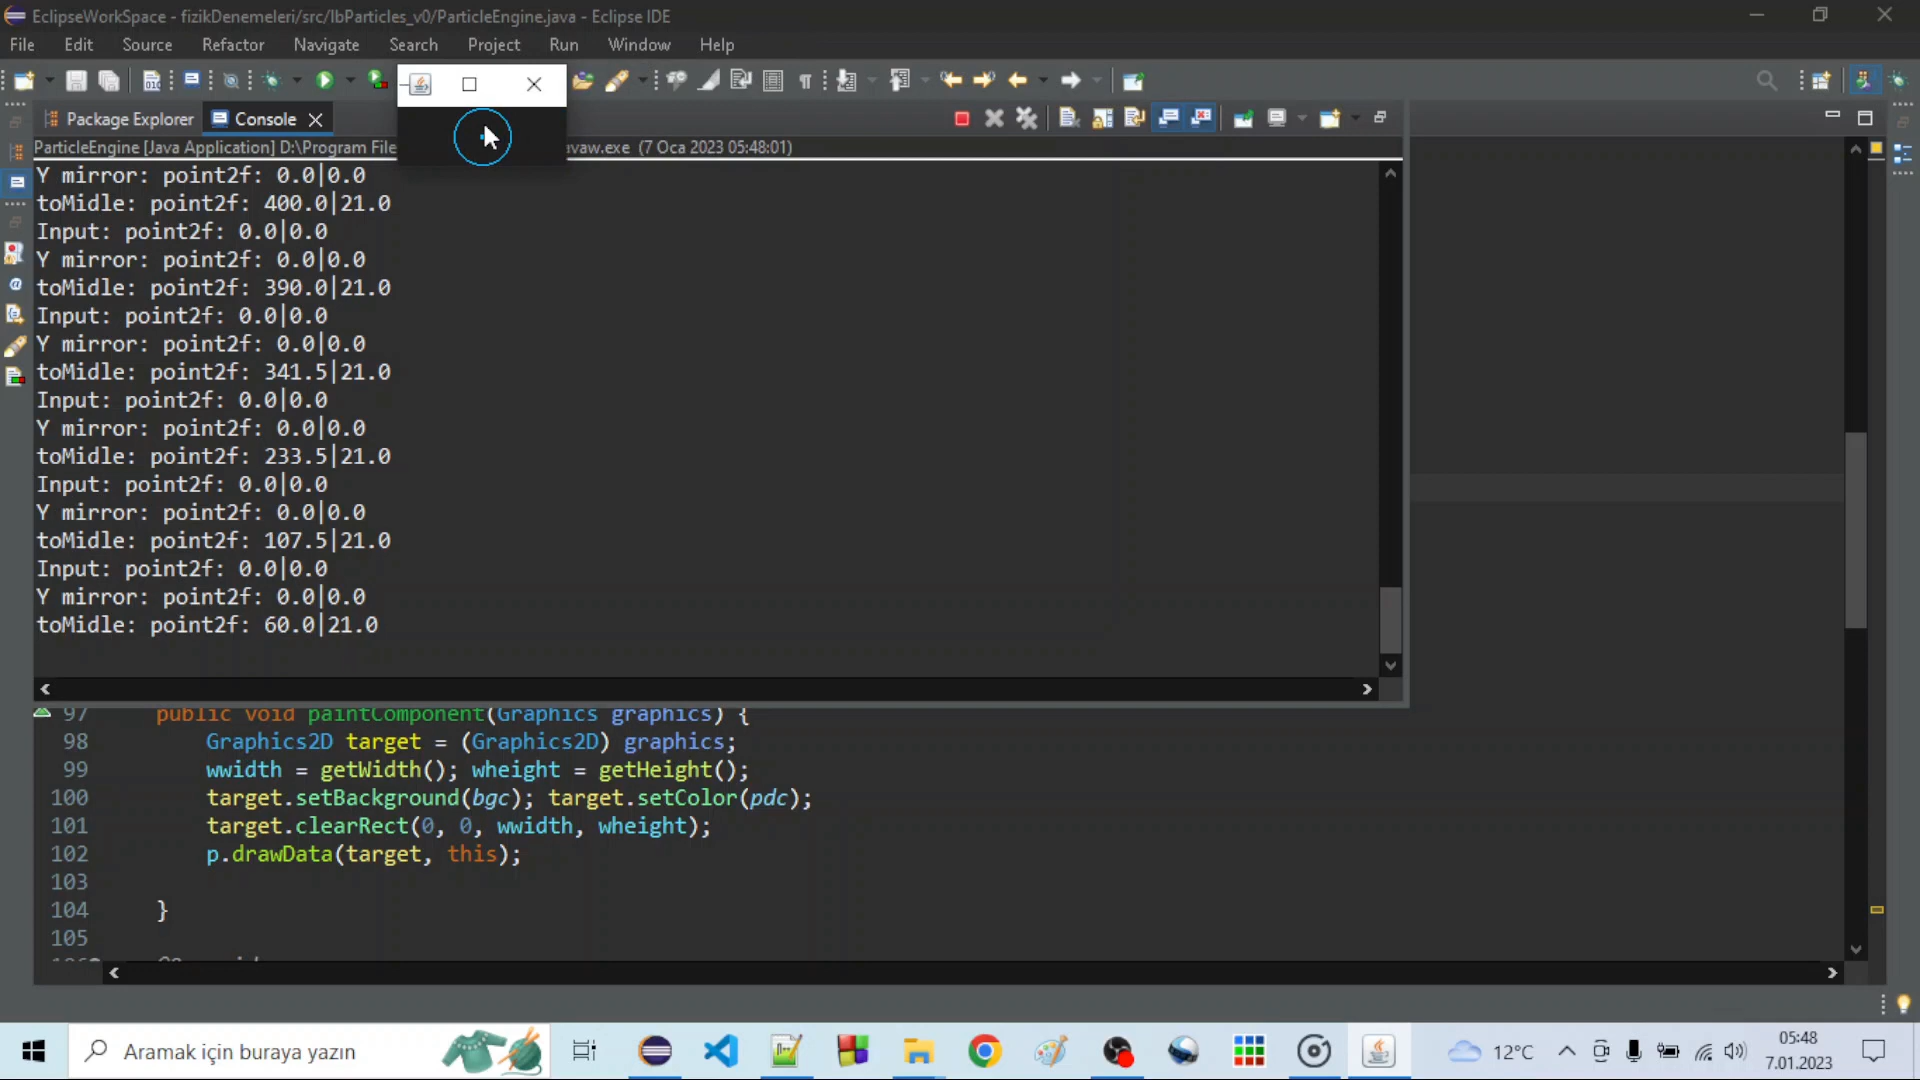 EclipseWorkSpace - fizikDenemeleri/src/IbParticles_v0/ParticleEngine.java - Eclipse IDE
File Edit Source Refactor Navigate Search Project Run Window Help
Package Explorer Console
ParticleEngine [Java Application] D:\Program File avaw.exe (7 Oca 2023 05:48:01)
Y mirror: point2f: 0.0|0.0
toMidle: point2f: 400.0|21.0
Input: point2f: 0.0|0.0
Y mirror: point2f: 0.0|0.0
toMidle: point2f: 390.0|21.0
Input: point2f: 0.0|0.0
Y mirror: point2f: 0.0|0.0
toMidle: point2f: 341.5|21.0
Input: point2f: 0.0|0.0
Y mirror: point2f: 0.0|0.0
toMidle: point2f: 233.5|21.0
Input: point2f: 0.0|0.0
Y mirror: point2f: 0.0|0.0
toMidle: point2f: 107.5|21.0
Input: point2f: 0.0|0.0
Y mirror: point2f: 0.0|0.0
toMidle: point2f: 60.0|21.0
97 public void paintComponent(Graphics graphics) {
98 Graphics2D target = (Graphics2D) graphics;
99 wwidth = getWidth(); wheight = getHeight();
100 target.setBackground(bgc); target.setColor(pdc);
101 target.clearRect(0, 0, wwidth, wheight);
102 p.drawData(target, this);
103
104 }
105
Aramak için buraya yazın
12°C
05:48
7.01.2023